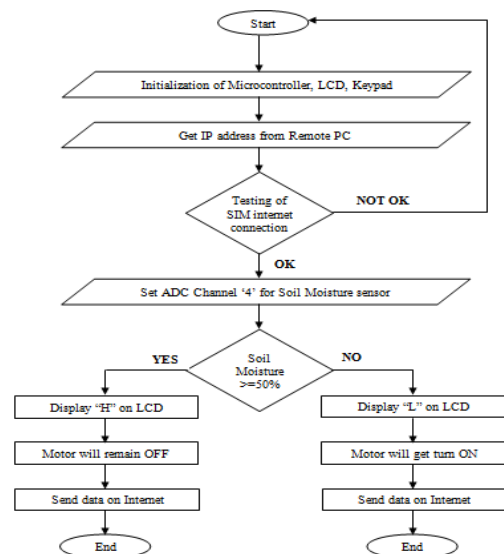 Start
Initialization of Microcontroller, LCD, Keypad
Get IP address from Remote PC
Testing of
SIM internet
connection
NOT OK
OK
Set ADC Channel '4' for Soil Moisture sensor
YES
Soil
Moisture
>=50%
NO
Display "H" on LCD
Display "L" on LCD
Motor will remain OFF
Motor will get turn ON
Send data on Internet
Send data on Internet
End
End